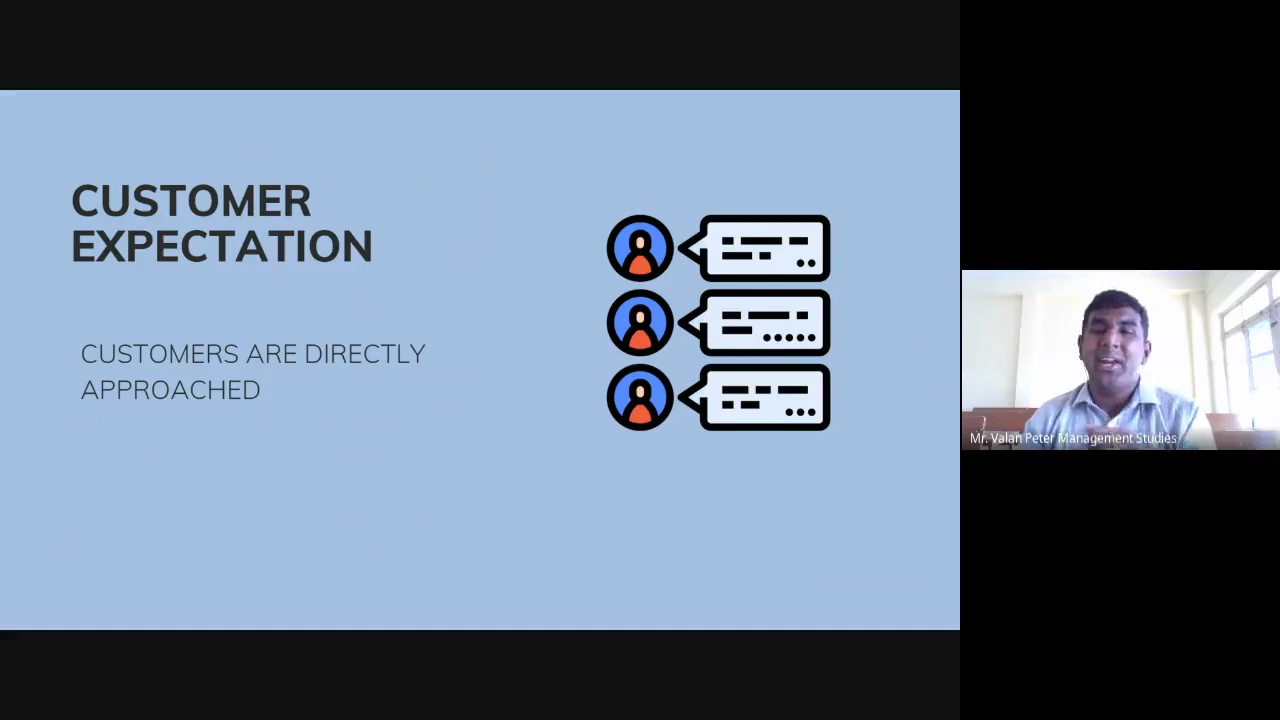 CUSTOMER
EXPECTATION
CUSTOMERS ARE DIRECTLY
APPROACHED
Mr. Valan Peter Management Studies